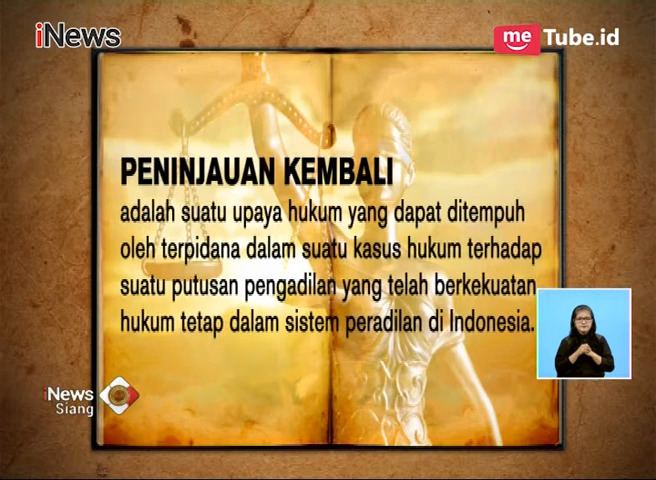 iNews
me Tube.id
PENINJAUAN KEMBALI
adalah suatu upaya hukum yang dapat ditempuh
oleh terpidana dalam suatu kasus hukum terhadap
suatu putusan pengadilan yang telah berkekuatan
hukum tetap dalam sistem peradilan di Indonesia.
iNews
Siang